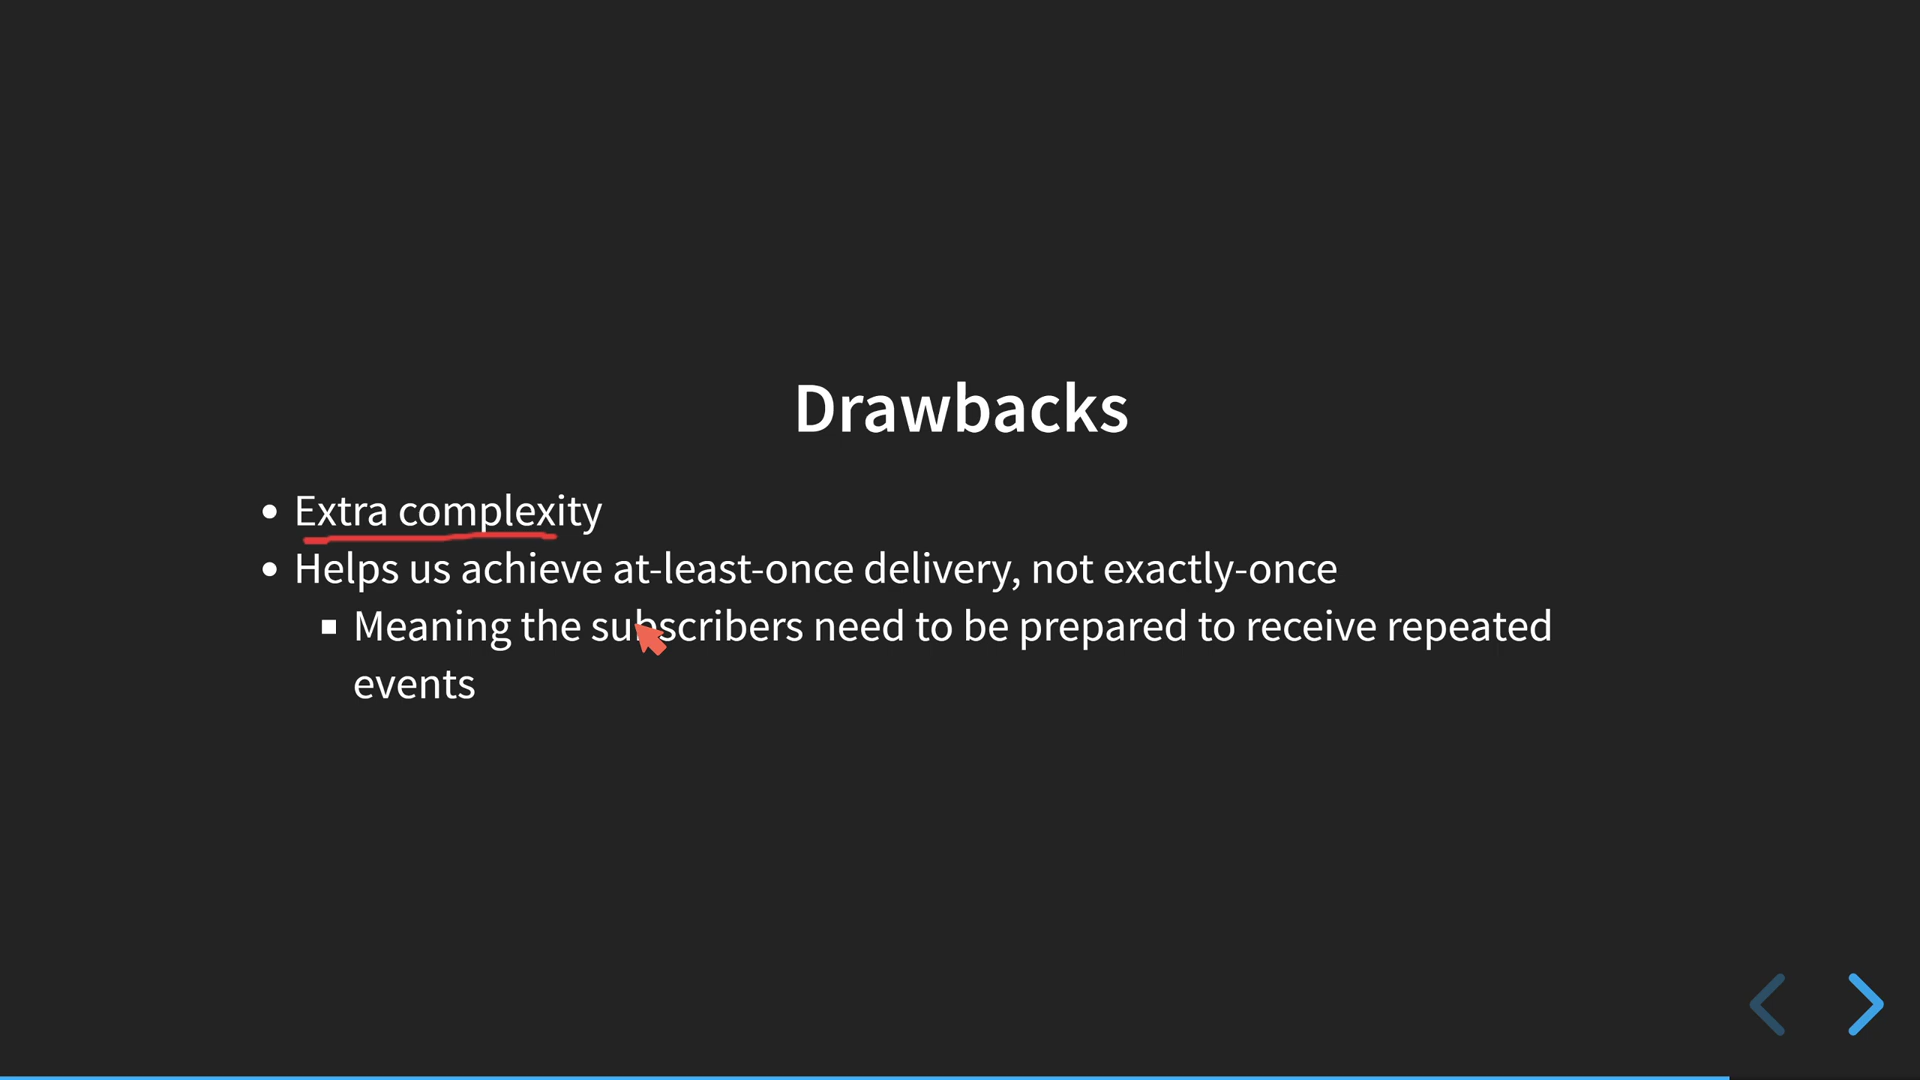 Drawbacks
Extra complexity
Helps us achieve at-least-once delivery, not exactly-once
Meaning the subscribers need to be prepared to receive repeated
events